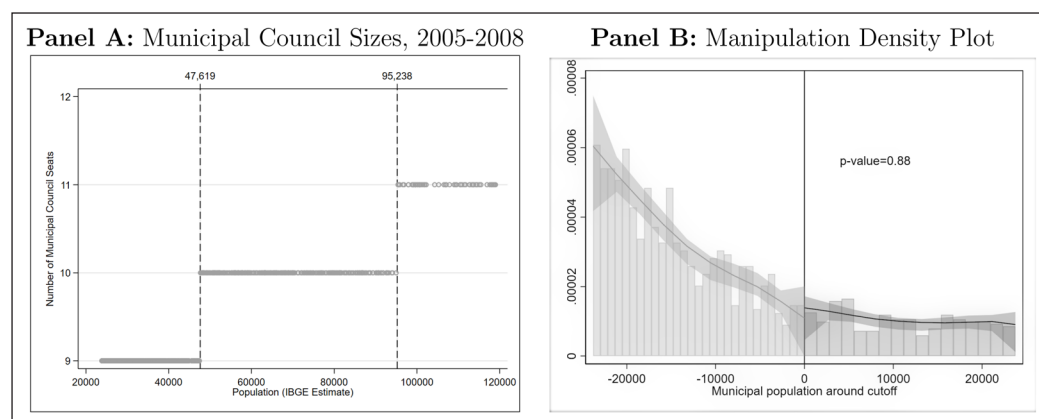 Panel A: Municipal Council Sizes, 2005-2008
47,619 95,238
12
11
10
9
Number of Municipal Council Seats
20000 40000 60000 80000 100000 120000
Population (IBGE Estimate)
Panel B: Manipulation Density Plot
.00008
.00006
.00004
.00002
0
p-value=0.88
-20000 -10000 0 10000 20000
Municipal population around cutoff